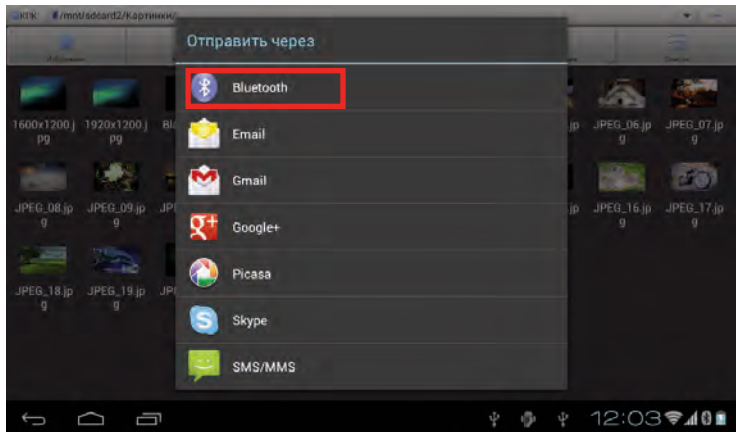 КПК /mnt/sdcard2/Картинки/
Отправить через
Bluetooth
1600x1200.j
pg
1920x1200.j
pg
JPEG_06.jp
g
JPEG_07.jp
g
Email
Gmail
JPEG_08.jp
g
JPEG_09.jp
g
JPEG_16.jp
g
JPEG_17.jp
g
Google+
Picasa
JPEG_18.jp
g
JPEG_19.jp
g
Skype
SMS/MMS
12:03